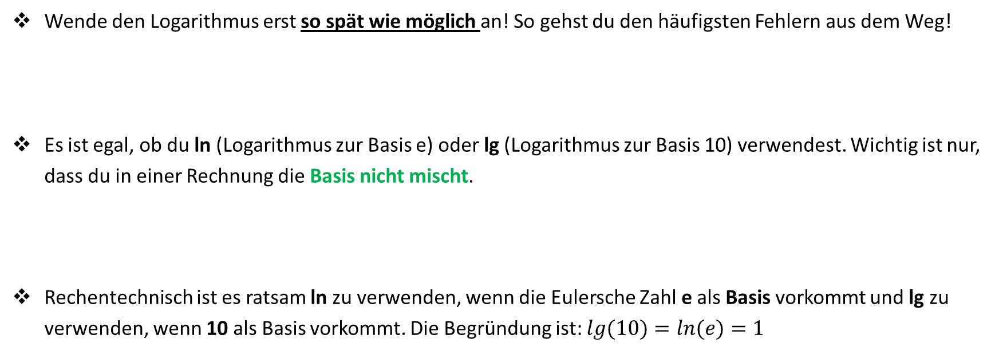 ❖ Wende den Logarithmus erst so spät wie möglich an! So gehst du den häufigsten Fehlern aus dem Weg!
❖ Es ist egal, ob du ln (Logarithmus zur Basis e) oder lg (Logarithmus zur Basis 10) verwendest. Wichtig ist nur,
dass du in einer Rechnung die Basis nicht mischt.
❖ Rechentechnisch ist es ratsam ln zu verwenden, wenn die Eulersche Zahl e als Basis vorkommt und lg zu
verwenden, wenn 10 als Basis vorkommt. Die Begründung ist: lg(10) = ln(e) = 1